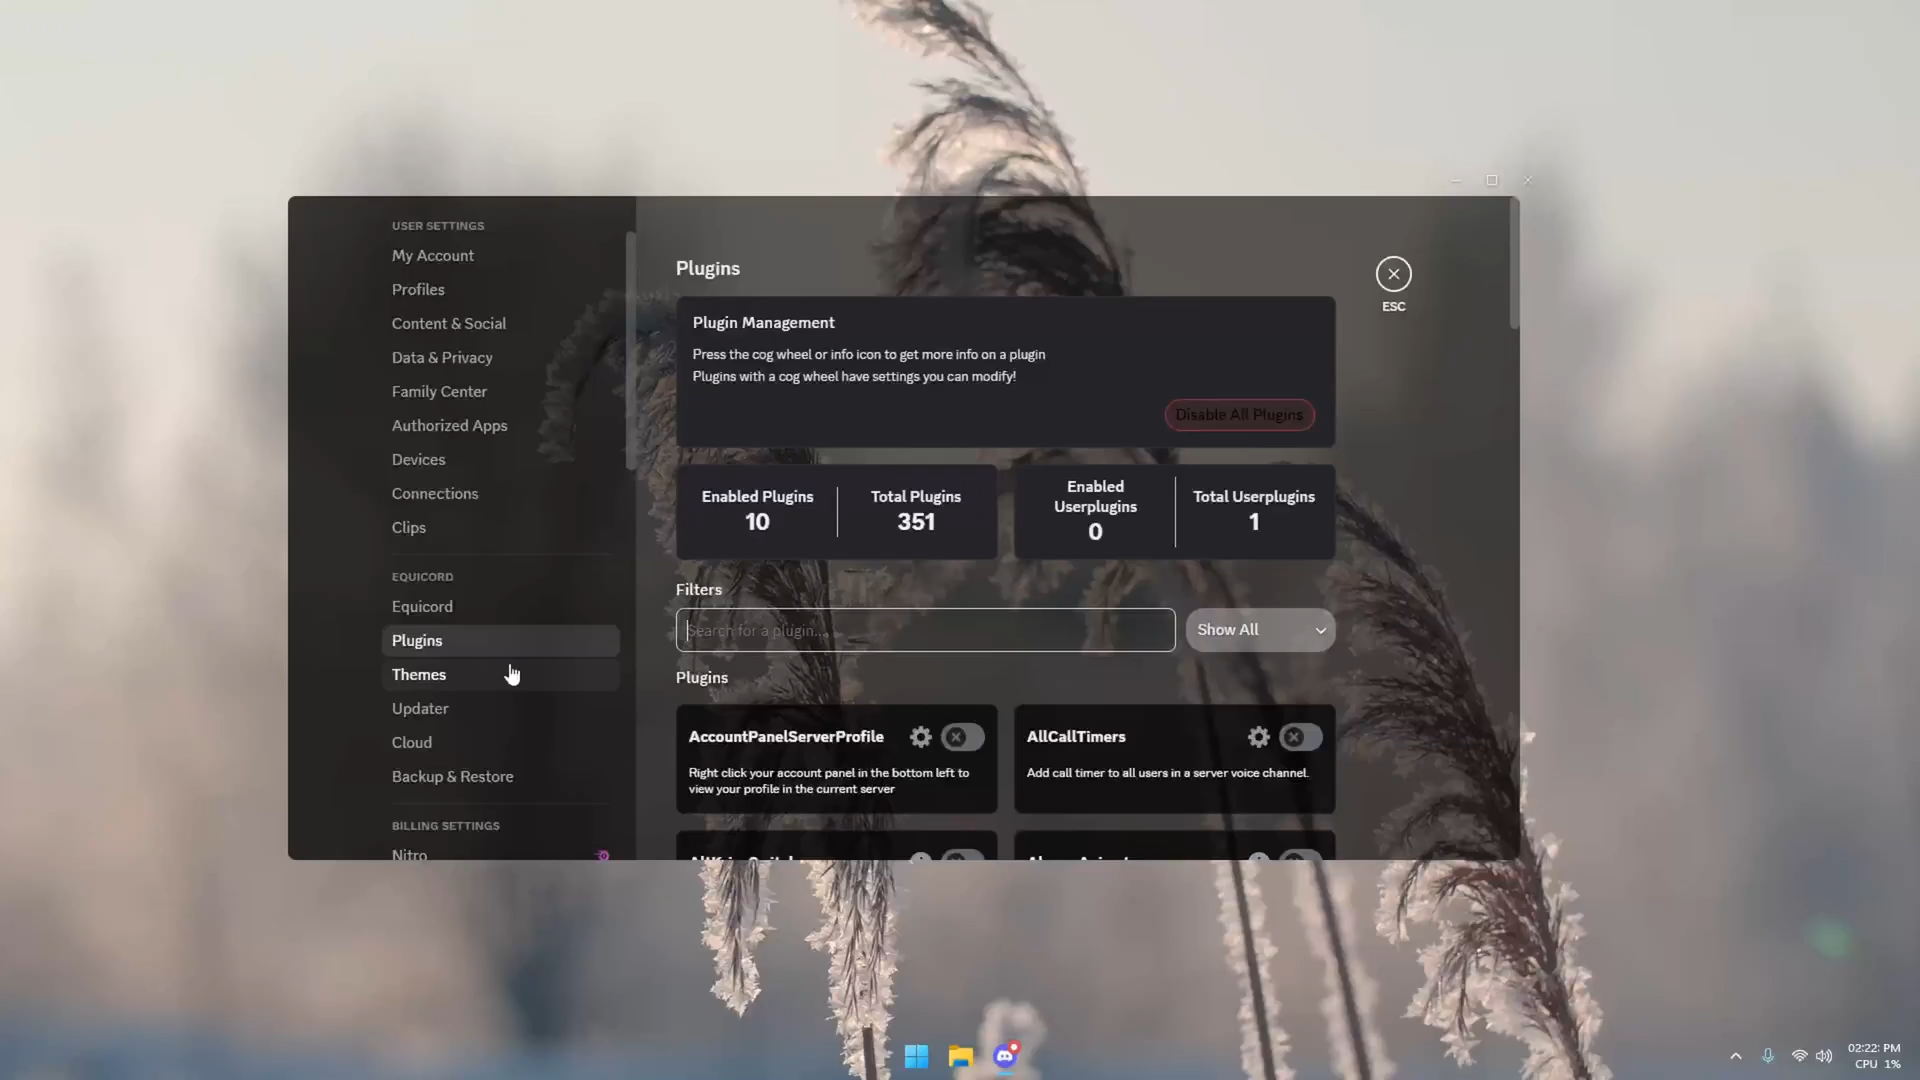 USER SETTINGS
My Account
Profiles
Content & Social
Data & Privacy
Family Center
Authorized Apps
Devices
Connections
Clips
EQUICORD
Equicord
Plugins
Themes
Updater
Cloud
Backup & Restore
BILLING SETTINGS
Nitro
Plugins
ESC
Plugin Management
Press the cog wheel or info icon to get more info on a plugin
Plugins with a cog wheel have settings you can modify!
Disable All Plugins
Enabled Plugins
10
Total Plugins
351
Enabled
Userplugins
0
Total Userplugins
1
Filters
Search for a plugin...
Show All
Plugins
AccountPanelServerProfile
Right click your account panel in the bottom left to
view your profile in the current server
AllCallTimers
Add call timer to all users in a server voice channel.
02:22: PM
CPU 1%